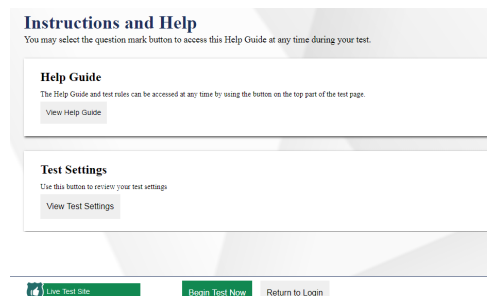 Instructions and Help
You may select the question mark button to access this Help Guide at any time during your test.
Help Guide
The Help Guide and test rules can be accessed at any time by using the button on the top part of the test page.
View Help Guide
Test Settings
Use this button to review your test settings
View Test Settings
Live Test Site
Begin Test Now
Return to Login